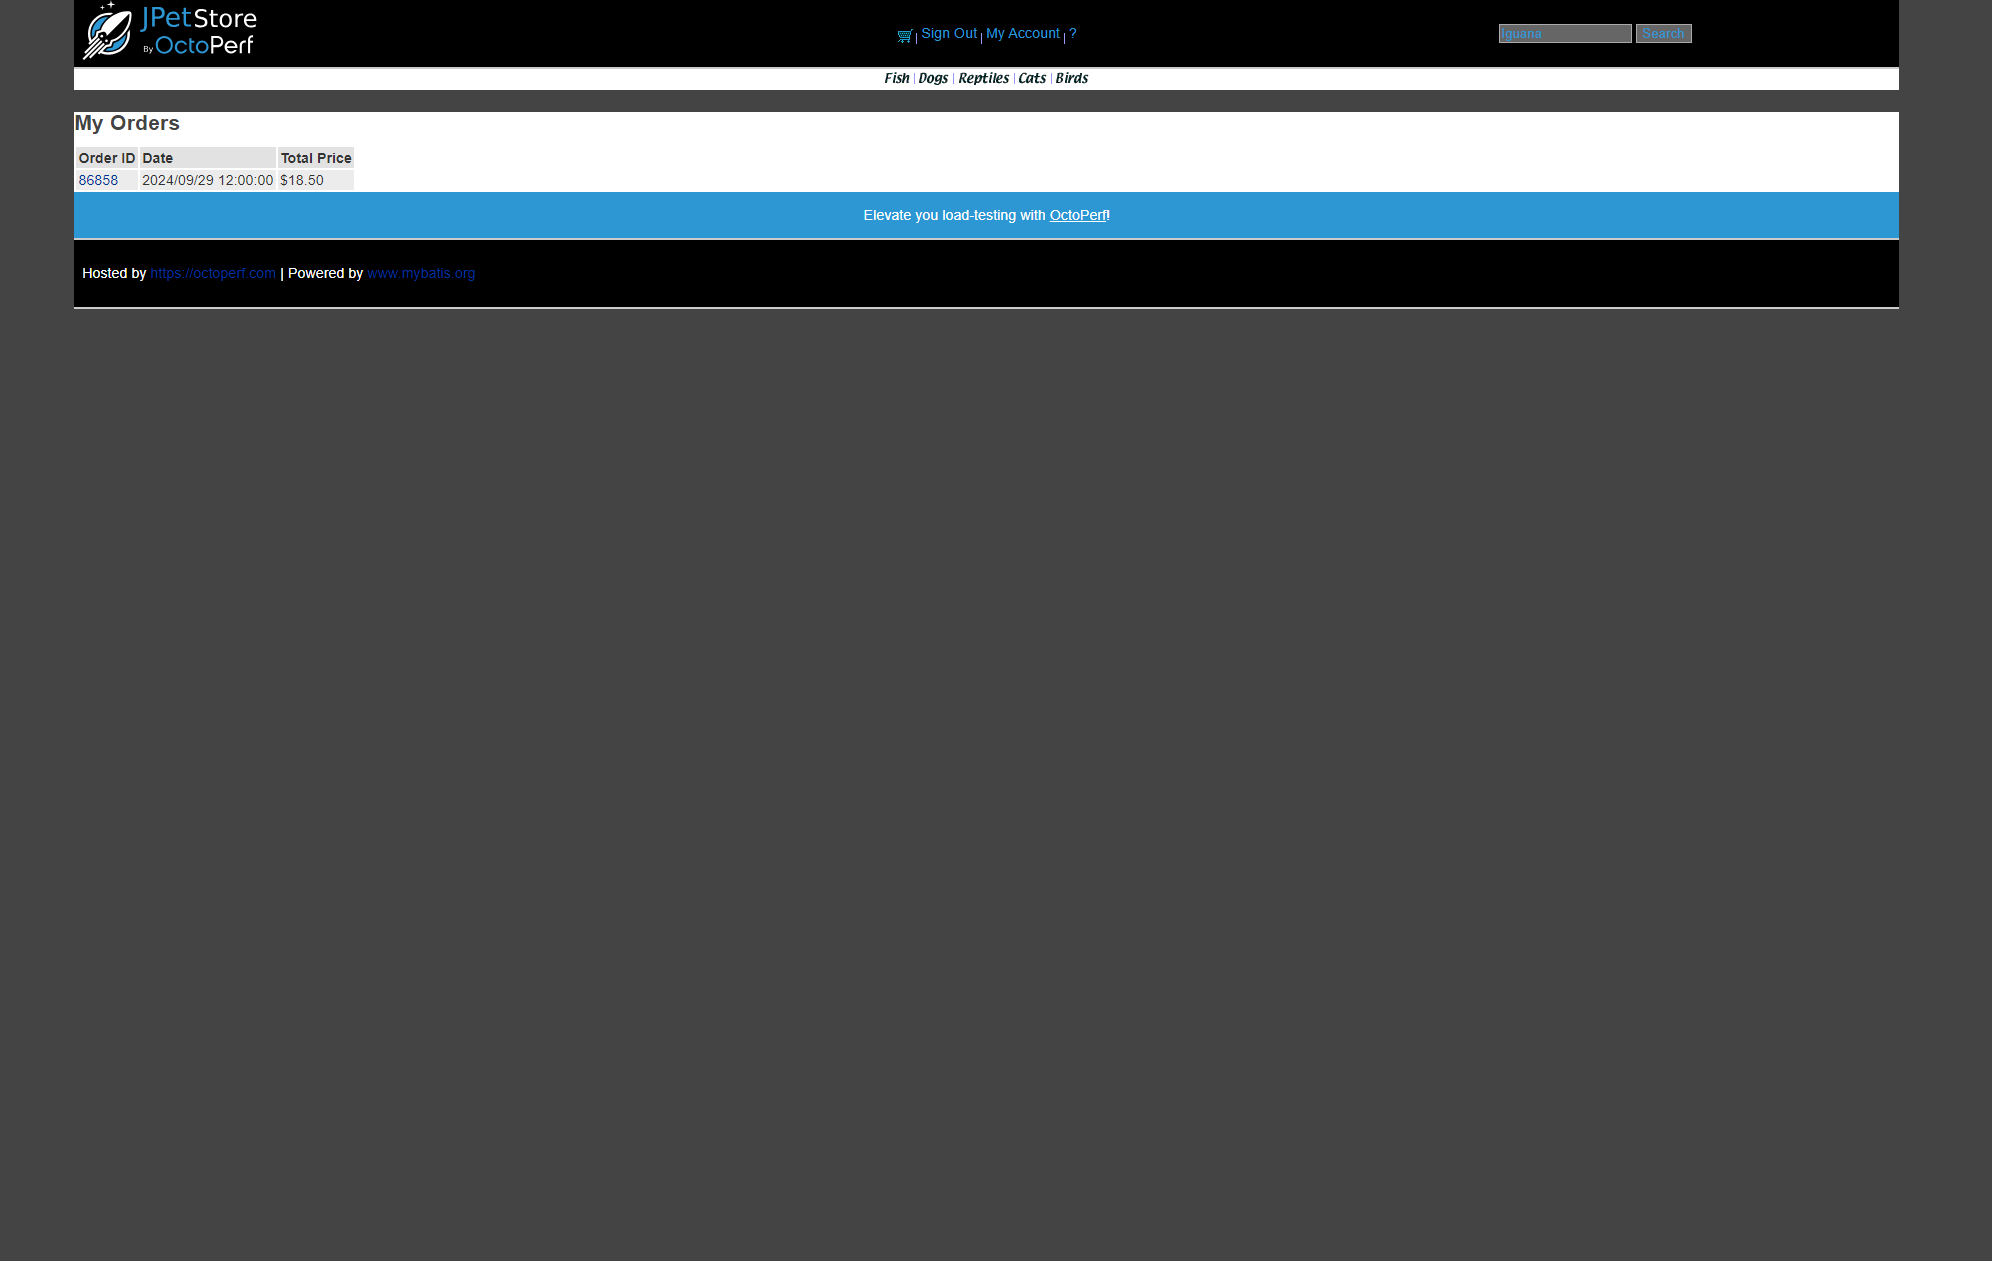 JPetStore
By OctoPerf
Sign Out | My Account | ?
Iguana Search
Fish | Dogs | Reptiles | Cats | Birds
My Orders
Order ID Date Total Price
86858 2024/09/29 12:00:00 $18.50
Elevate you load-testing with OctoPerf!
Hosted by https://octoperf.com | Powered by www.mybatis.org